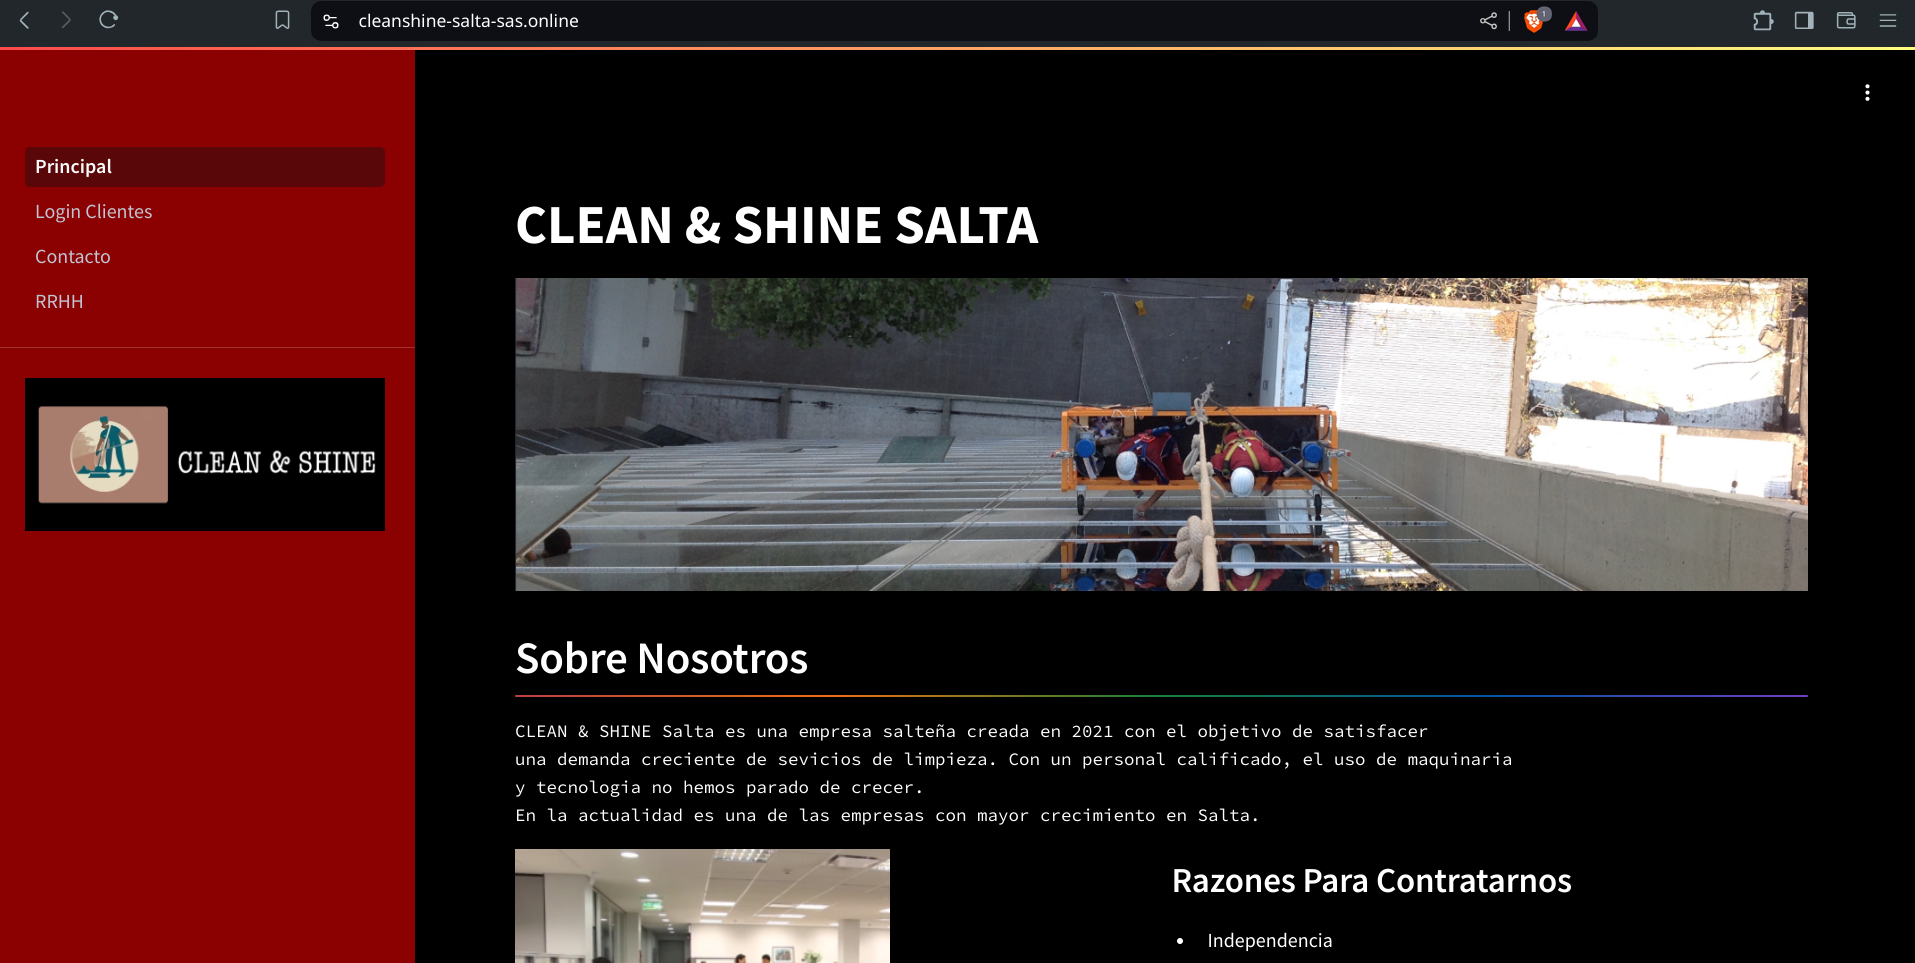 cleanshine-salta-sas.online
1
Principal
Login Clientes
Contacto
RRHH
CLEAN & SHINE
CLEAN & SHINE SALTA
Sobre Nosotros
CLEAN & SHINE Salta es una empresa salteña creada en 2021 con el objetivo de satisfacer
una demanda creciente de sevicios de limpieza. Con un personal calificado, el uso de maquinaria
y tecnologia no hemos parado de crecer.
En la actualidad es una de las empresas con mayor crecimiento en Salta.
Razones Para Contratarnos
• Independencia